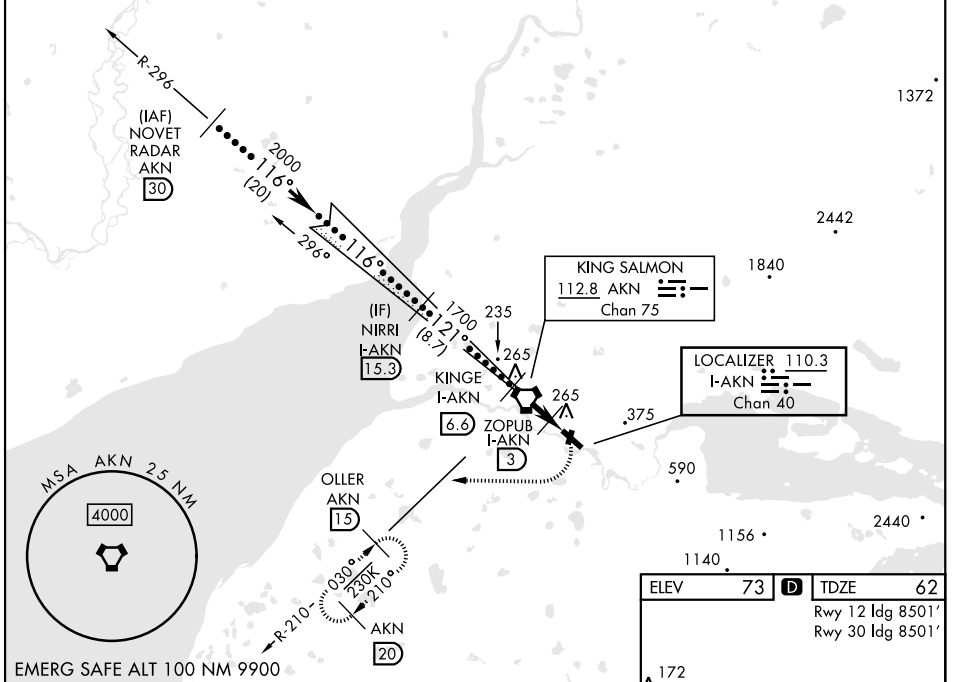 R-296
1372
(IAF)
NOVET
RADAR
AKN
30
2000
116°
(20)
296°
116°
2442
1840
KING SALMON
112.8 AKN
Chan 75
(IF)
NIRRI
I-AKN
15.3
1700
121°
(8.7)
235
265
KINGE
I-AKN
6.6
LOCALIZER 110.3
I-AKN
Chan 40
265
ZOPUB
I-AKN
3
375
590
MSA AKN 25 NM
4000
OLLER
AKN
15
2440
1156
1140
030°
230K
210°
R-210
AKN
20
ELEV 73 D TDZE 62
Rwy 12 ldg 8501'
Rwy 30 ldg 8501'
172
EMERG SAFE ALT 100 NM 9900